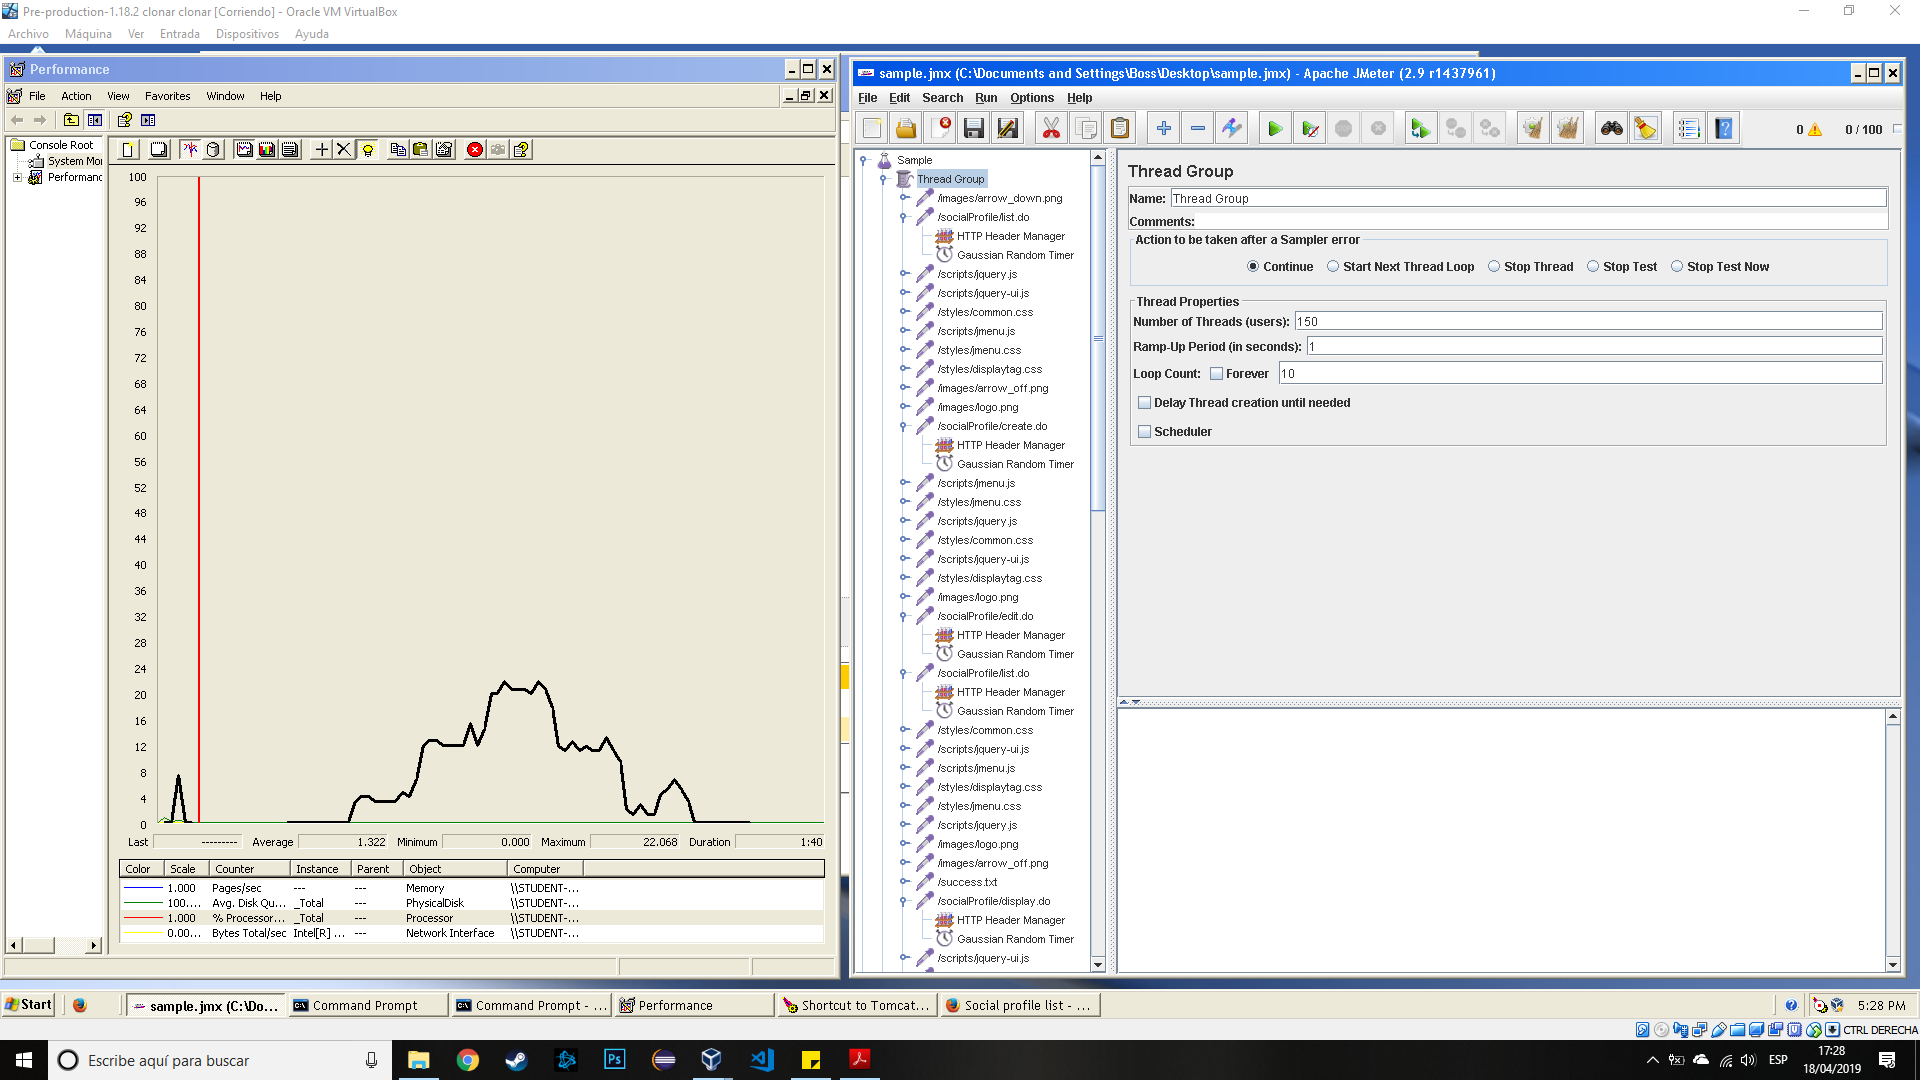 Pre-production-1.18.2 clonar clonar [Corriendo] - Oracle VM VirtualBox
Archivo Máquina Ver Entrada Dispositivos Ayuda
Performance
File Action View Favorites Window Help
Console Root
System Mo
Performanc
100
96
92
88
84
80
76
72
68
64
60
56
52
48
44
40
36
32
28
24
20
16
12
8
4
0
Last --------- Average 1.322 Minimum 0.000 Maximum 22.068 Duration 1:40
Color Scale Counter Instance Parent Object Computer
1.000 Pages/sec --- --- Memory \\STUDENT-...
100.... Avg. Disk Qu... _Total --- PhysicalDisk \\STUDENT-...
1.000 % Processor... _Total --- Processor \\STUDENT-...
0.00... Bytes Total/sec Intel[R] ... --- Network Interface \\STUDENT-...
sample.jmx (C:\Documents and Settings\Boss\Desktop\sample.jmx) - Apache JMeter (2.9 r1437961)
File Edit Search Run Options Help
0 0 / 100
Sample
Thread Group
/images/arrow_down.png
/socialProfile/list.do
HTTP Header Manager
Gaussian Random Timer
/scripts/jquery.js
/scripts/jquery-ui.js
/styles/common.css
/scripts/jmenu.js
/styles/jmenu.css
/styles/displaytag.css
/images/arrow_off.png
/images/logo.png
/socialProfile/create.do
HTTP Header Manager
Gaussian Random Timer
/scripts/jmenu.js
/styles/jmenu.css
/scripts/jquery.js
/styles/common.css
/scripts/jquery-ui.js
/styles/displaytag.css
/images/logo.png
/socialProfile/edit.do
HTTP Header Manager
Gaussian Random Timer
/socialProfile/list.do
HTTP Header Manager
Gaussian Random Timer
/styles/common.css
/scripts/jquery-ui.js
/scripts/jmenu.js
/styles/displaytag.css
/styles/jmenu.css
/scripts/jquery.js
/images/logo.png
/images/arrow_off.png
/success.txt
/socialProfile/display.do
HTTP Header Manager
Gaussian Random Timer
/scripts/jquery-ui.js
Thread Group
Name: Thread Group
Comments:
Action to be taken after a Sampler error
Continue Start Next Thread Loop Stop Thread Stop Test Stop Test Now
Thread Properties
Number of Threads (users): 150
Ramp-Up Period (in seconds): 1
Loop Count: Forever 10
Delay Thread creation until needed
Scheduler
Start sample.jmx (C:\Do... Command Prompt Command Prompt - ... Performance Shortcut to Tomcat... Social profile list - ... 5:28 PM
CTRL DERECHA
Escribe aquí para buscar
Ps
ESP
17:28
18/04/2019